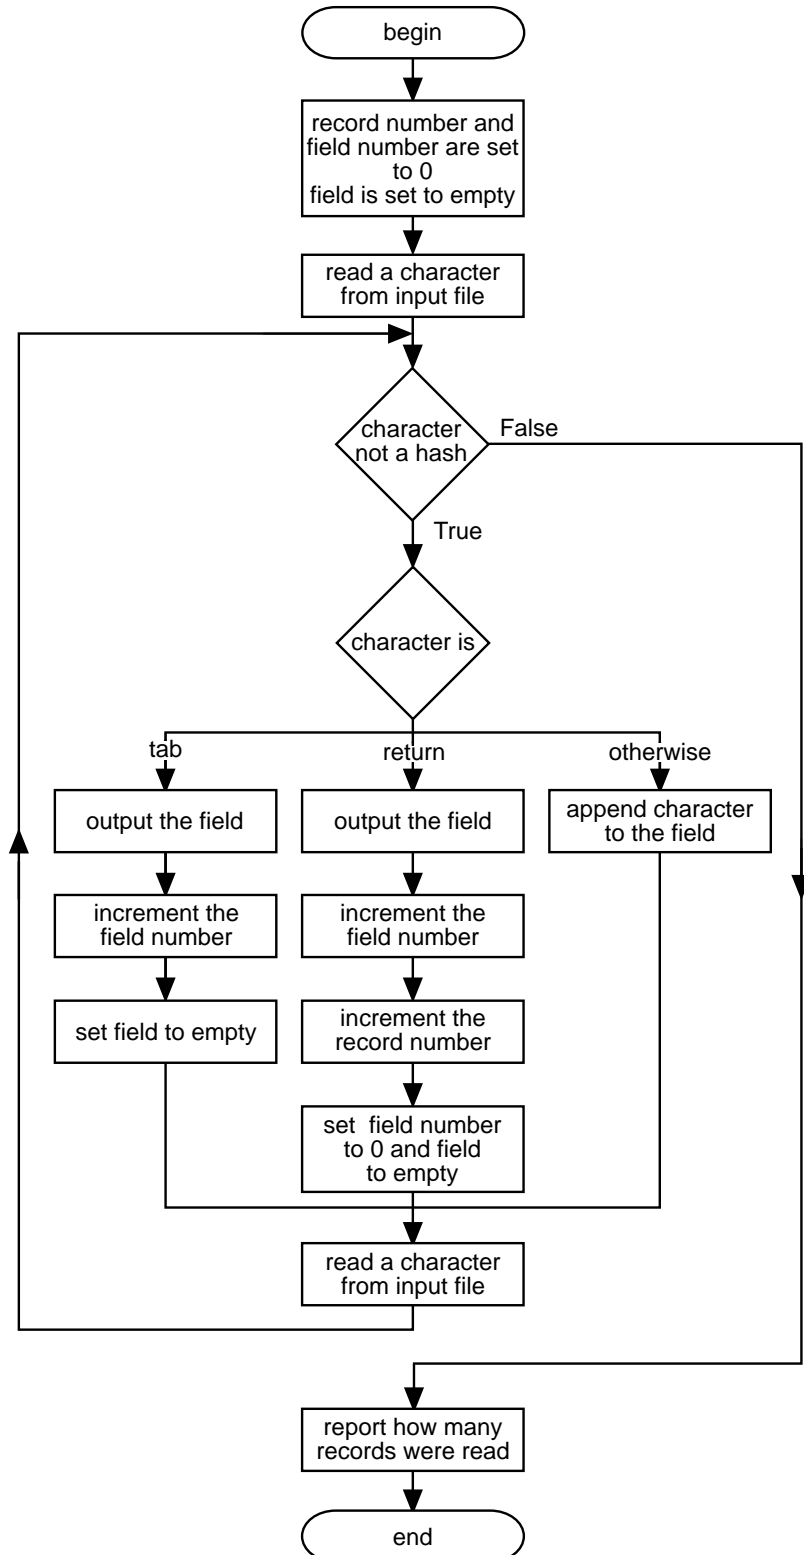 begin
record number and
field number are set
to 0
field is set to empty
read a character
from input file
character
not a hash
False
True
character is
tab
return
otherwise
output the field
output the field
append character
to the field
increment the
field number
increment the
field number
set field to empty
increment the
record number
set field number
to 0 and field
to empty
read a character
from input file
report how many
records were read
end